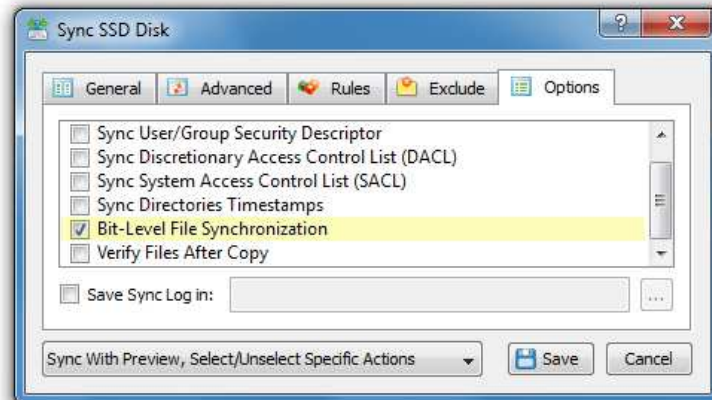 Sync SSD Disk
?
General Advanced Rules Exclude Options
Sync User/Group Security Descriptor
Sync Discretionary Access Control List (DACL)
Sync System Access Control List (SACL)
Sync Directories Timestamps
Bit-Level File Synchronization
Verify Files After Copy
Save Sync Log in: ...
Sync With Preview, Select/Unselect Specific Actions Save Cancel